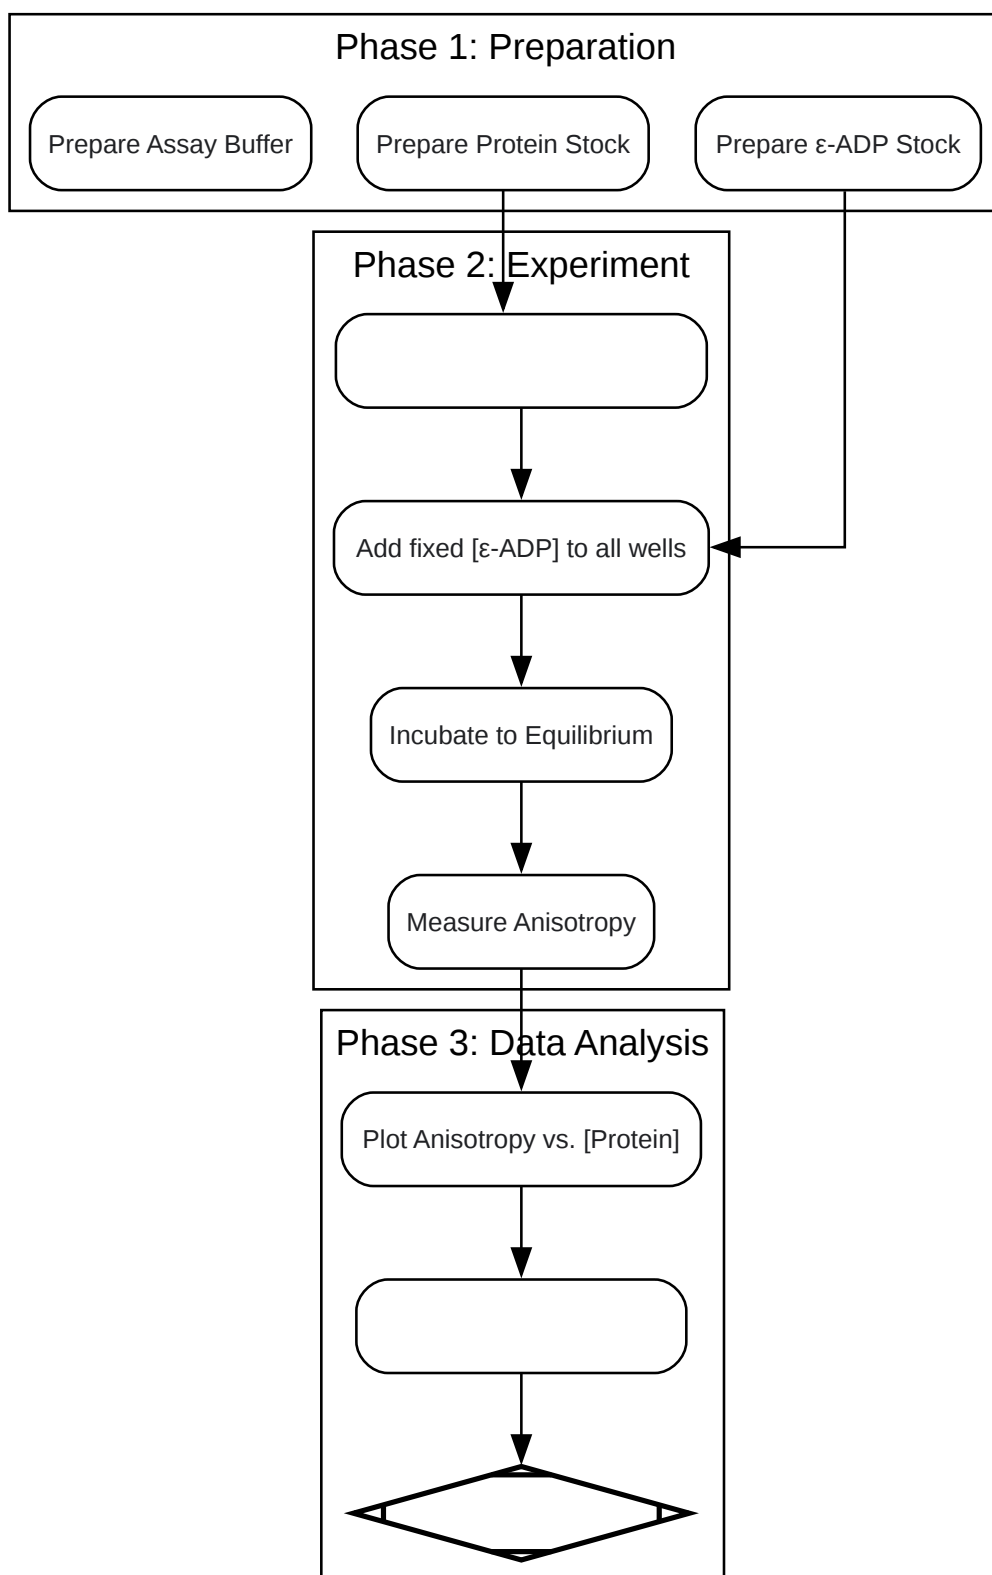 Phase 1: Preparation
Prepare Assay Buffer
Prepare Protein Stock
Prepare ε-ADP Stock
Phase 2: Experiment
Add fixed [ε-ADP] to all wells
Incubate to Equilibrium
Measure Anisotropy
Phase 3: Data Analysis
Plot Anisotropy vs. [Protein]